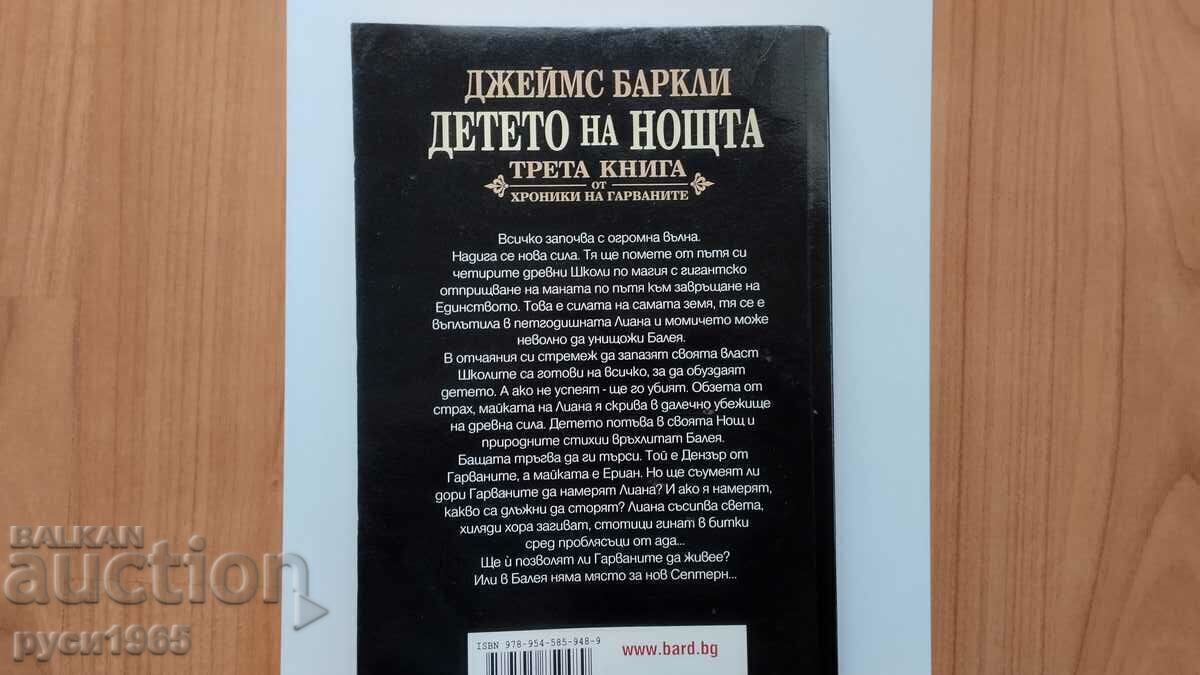 ДЖЕЙМС БАРКЛИ
ДЕТЕТО НА НОЩТА
ТРЕТА КНИГА
ОТ
ХРОНИКИ НА ГАРВАНИТЕ
Всичко започва с огромна вълна.
Надига се нова сила. Тя ще помете от пътя си
четирите древни Школи по магия с гигантско
отприщване на маната по пътя към завръщане на
Единството. Това е силата на самата земя, тя се е
въплътила в петгодишната Лиана и момичето може
неволно да унищожи Балея.
В отчаяния си стремеж да запазят своята власт
Школите са готови на всичко, за да обуздаят
детето. А ако не успеят - ще го убият. Обзета от
страх, майката на Лиана я скрива в далечно убежище
на древна сила. Детето потъва в своята Нощ и
природните стихии връхлитат Балея.
Бащата тръгва да ги търси. Той е Дензър от
Гарваните, а майката е Ериан. Но ще съумеят ли
дори Гарваните да намерят Лиана? И ако я намерят,
какво са длъжни да сторят? Лиана съсипва света,
хиляди хора загиват, стотици гинат в битки
сред проблясъци от ада...
Ще ѝ позволят ли Гарваните да живее?
Или в Балея няма място за нов Септерн...
ISBN 978-954-585-948-9
www.bard.bg
BALKAN
auction
руси1965